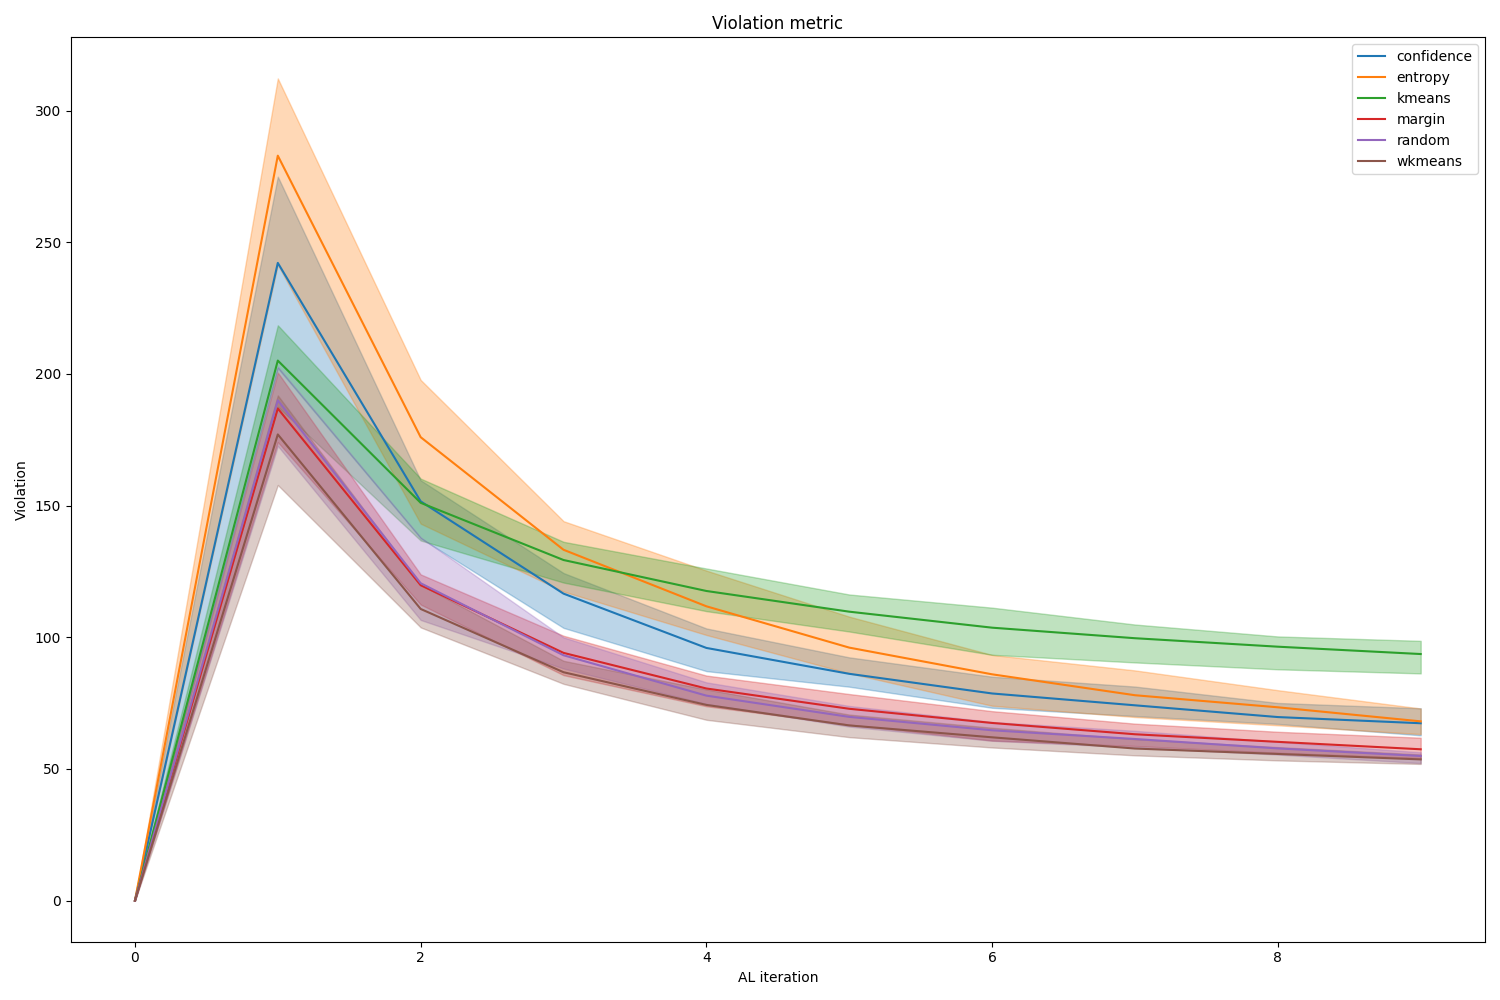 Violation metric
confidence
entropy
kmeans
margin
random
wkmeans
300
250
200
150
100
50
0
Violation
0 2 4 6 8
AL iteration